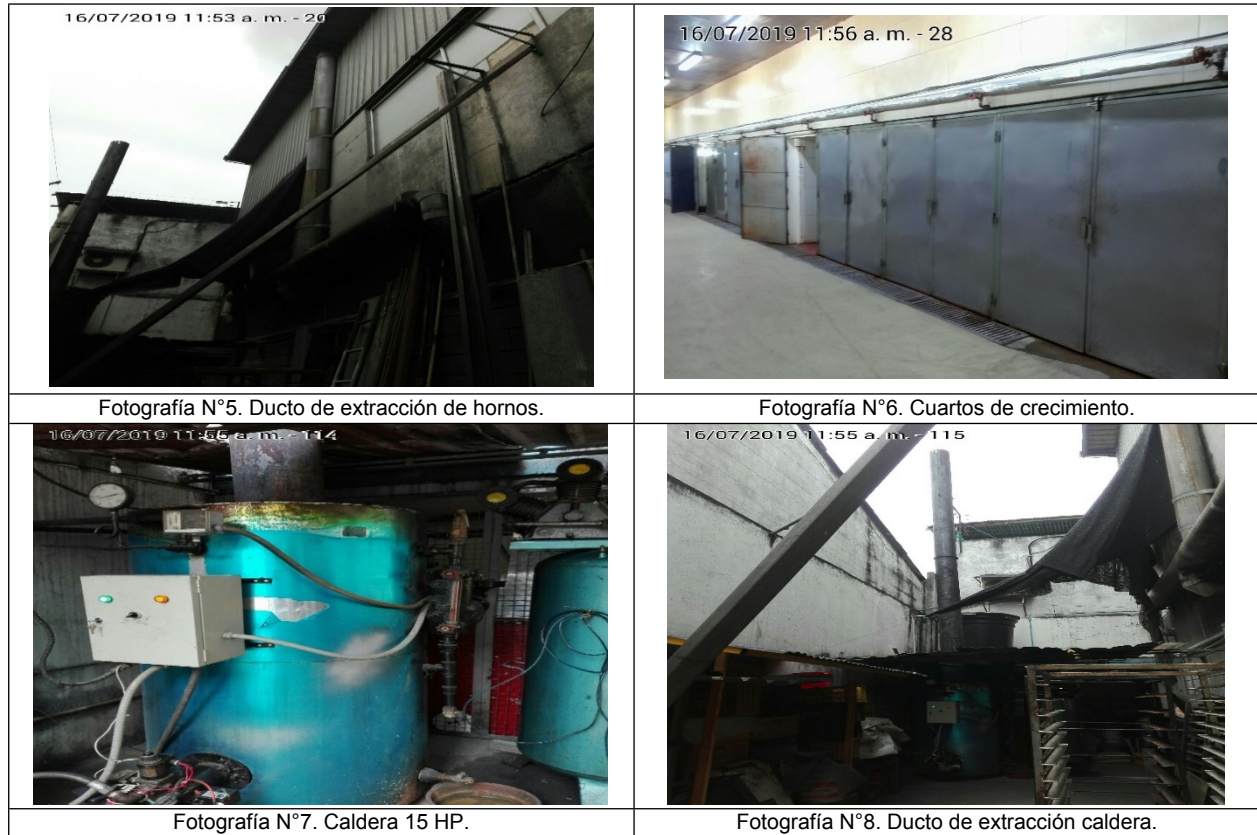 16/07/2019 11:53 a. m. - 20
16/07/2019 11:56 a. m. - 28
Fotografía N°5. Ducto de extracción de hornos.
Fotografía N°6. Cuartos de crecimiento.
16/07/2019 11:55 a. m. - 114
16/07/2019 11:55 a. m. - 115
Fotografía N°7. Caldera 15 HP.
Fotografía N°8. Ducto de extracción caldera.